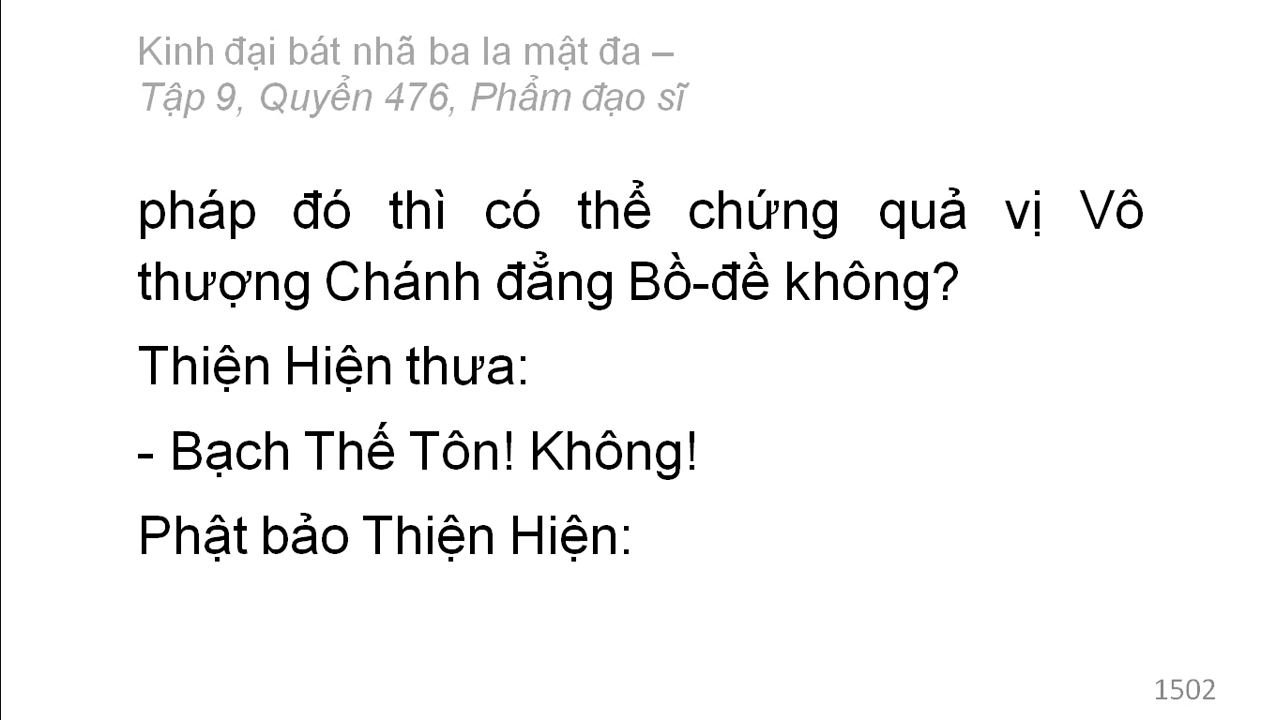 Kinh đại bát nhã ba la mật đa –
Tập 9, Quyển 476, Phẩm đạo sĩ
pháp đó thì có thể chứng quả vị Vô
thượng Chánh đẳng Bồ-đề không?
Thiện Hiện thưa:
- Bạch Thế Tôn! Không!
Phật bảo Thiện Hiện:
1502